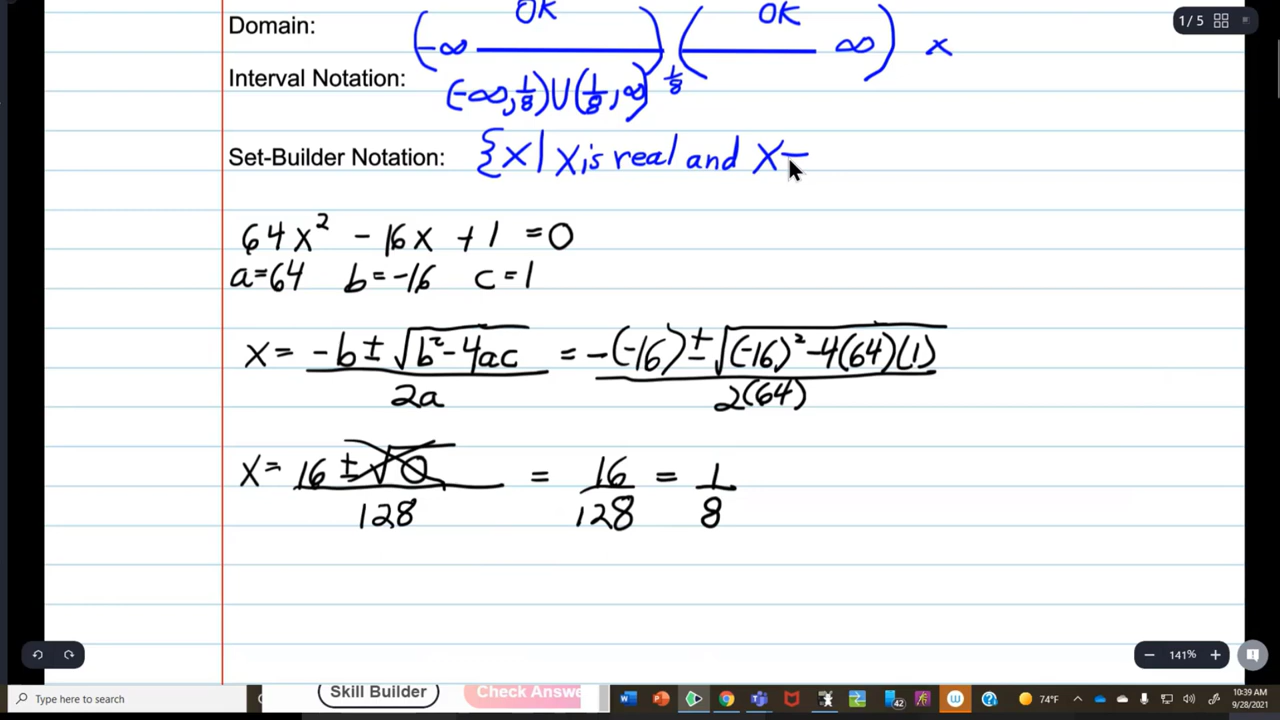 OK OK
Domain: (-∞ ) ( ∞ ) x
1/8
Interval Notation: (-∞, 1/8) ∪ (1/8, ∞)
Set-Builder Notation: {x | x is real and x -
64x² - 16x + 1 = 0
a=64 b=-16 c=1
x = -b ± √b²-4ac / 2a = -(-16) ± √(-16)²-4(64)(1) / 2(64)
x = 16 ± √0 / 128 = 16/128 = 1/8
1/5
141%
Skill Builder Check Answe
Type here to search
42
74°F
10:39 AM
9/28/2021